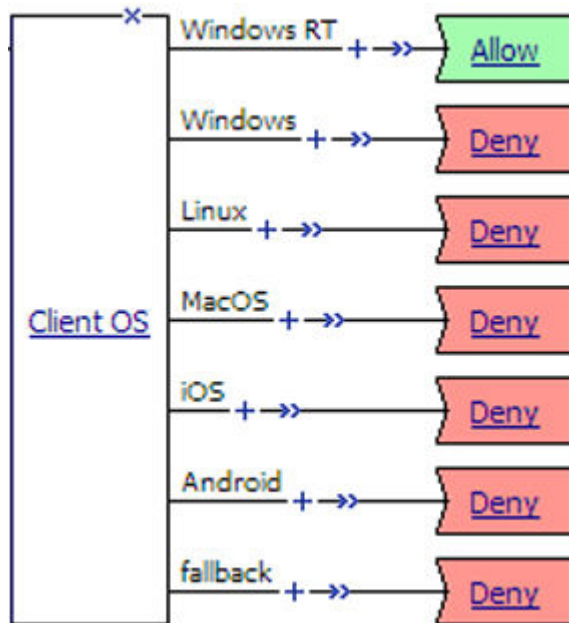 Windows RT
Allow
Windows
Deny
Linux
Deny
Client OS
MacOS
Deny
iOS
Deny
Android
Deny
fallback
Deny